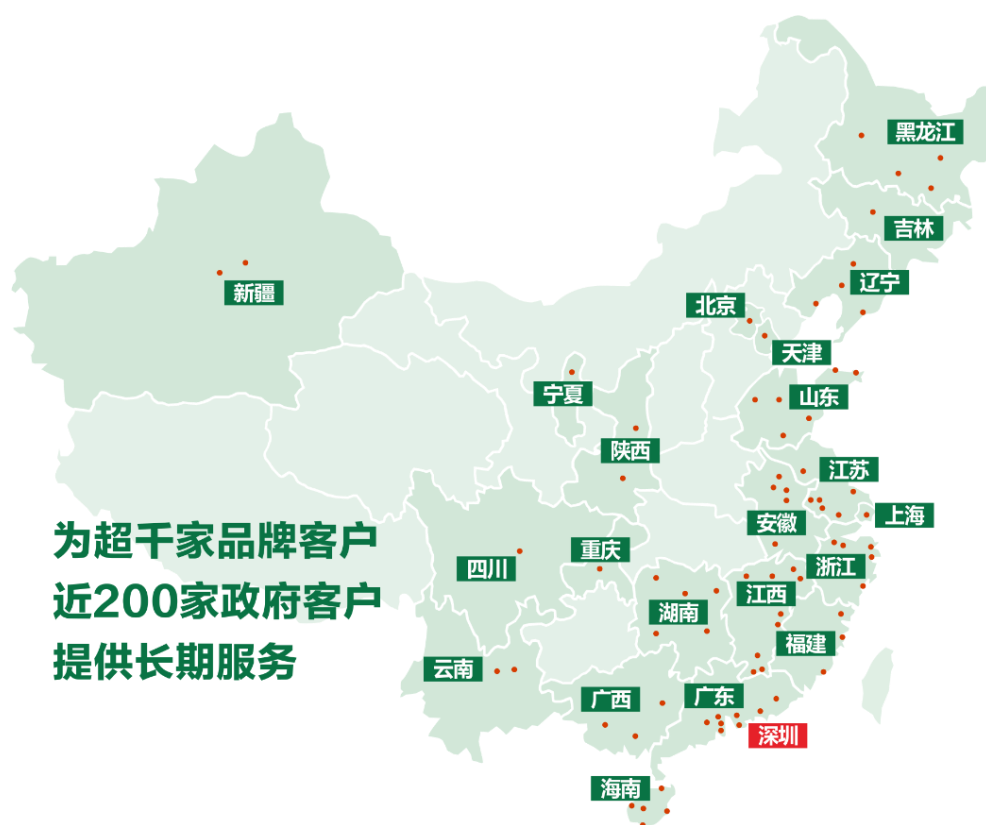 黑龙江
吉林
新疆
辽宁
北京
天津
宁夏
山东
陕西
江苏
安徽
上海
为超千家品牌客户
近200家政府客户
提供长期服务
四川
重庆
浙江
江西
湖南
福建
云南
广西
广东
深圳
海南